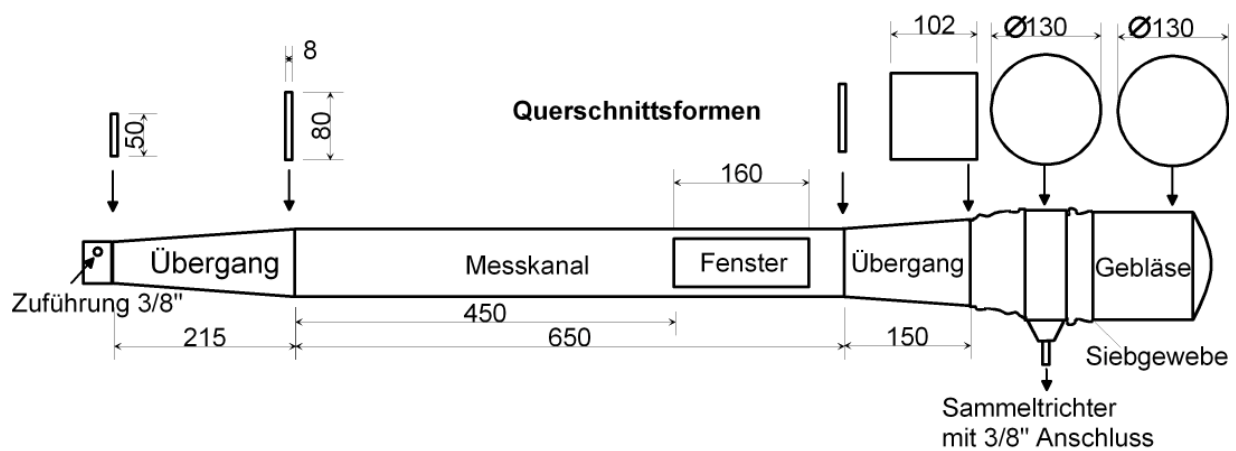 102
Ø130
Ø130
8
50
80
Querschnittsformen
160
Übergang
Messkanal
Fenster
Übergang
Gebläse
Zuführung 3/8"
450
215
650
150
Siebgewebe
Sammeltrichter
mit 3/8" Anschluss